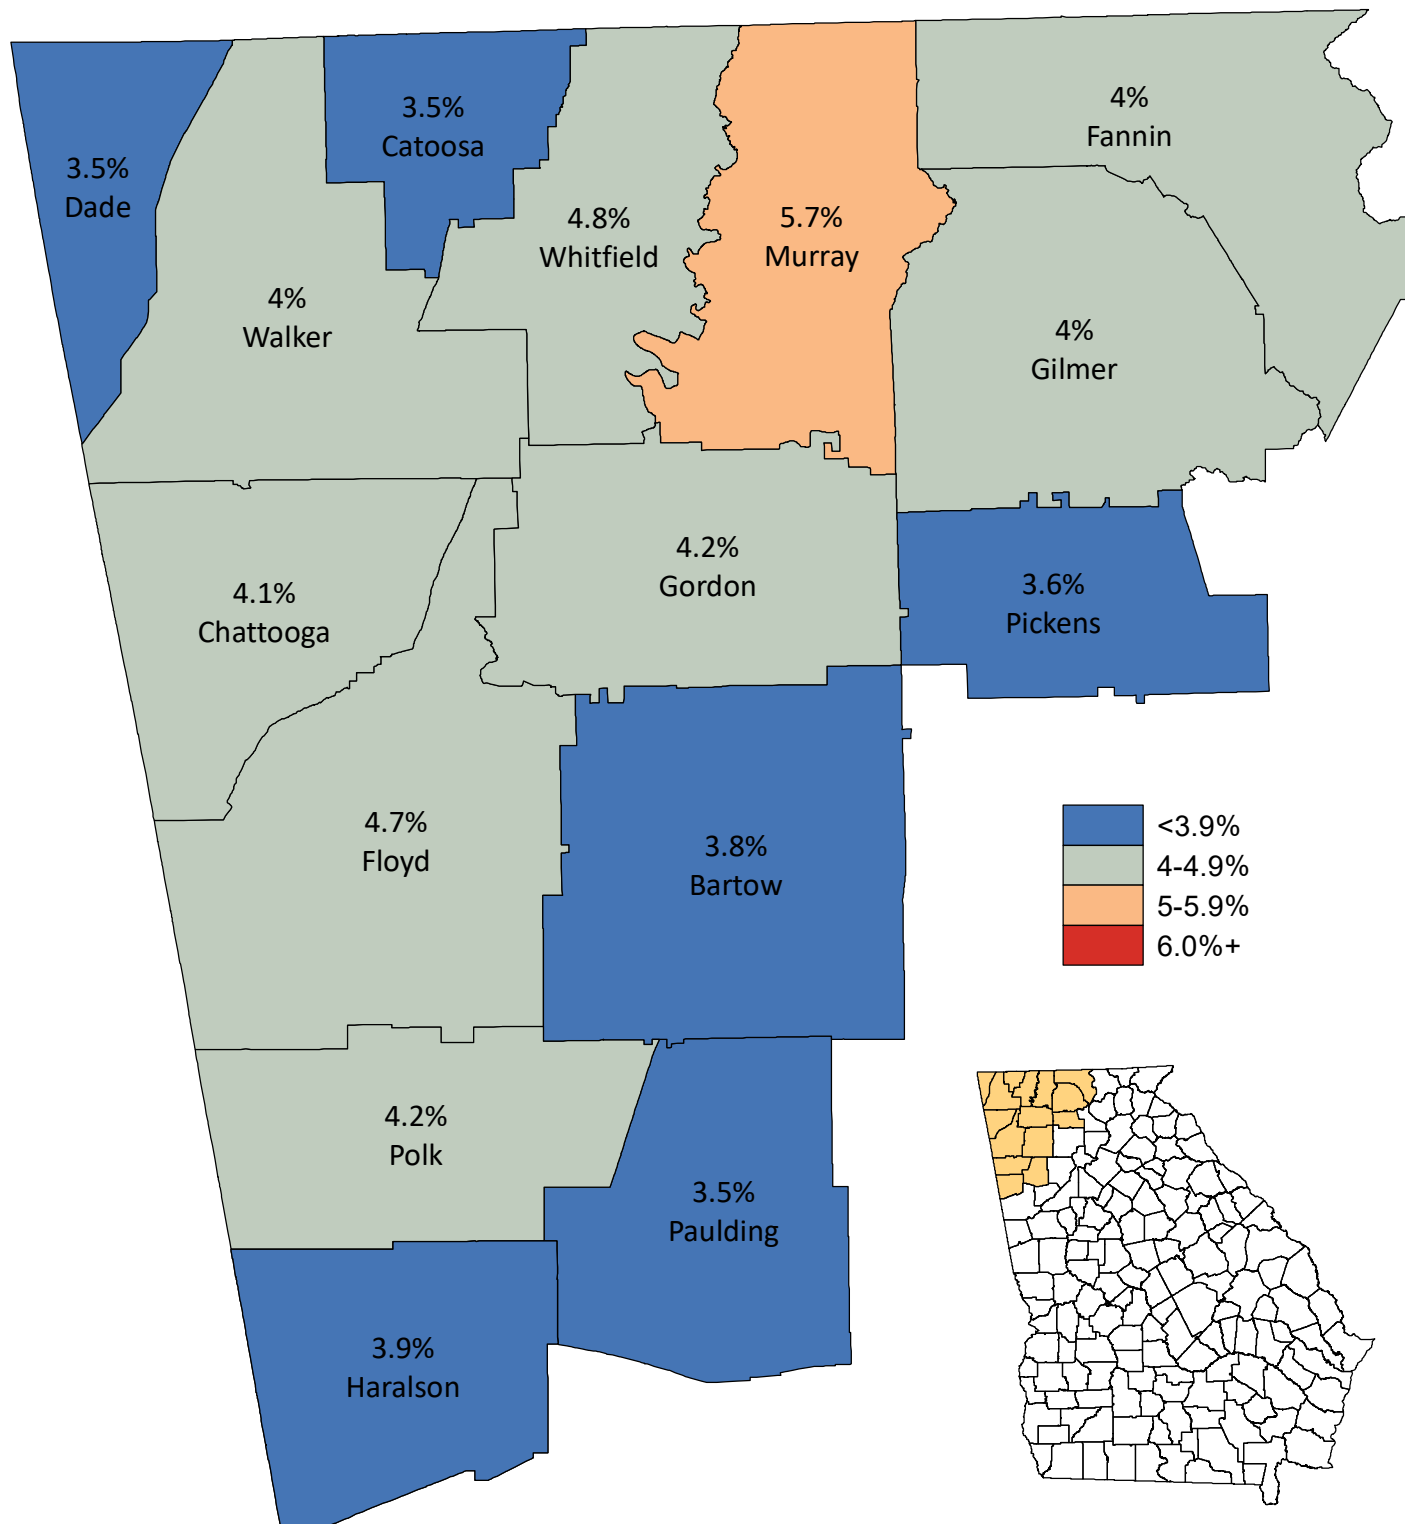 4%
Fannin
3.5%
Catoosa
3.5%
Dade
4.8%
Whitfield
5.7%
Murray
4%
Walker
4%
Gilmer
4.2%
Gordon
3.6%
Pickens
4.1%
Chattooga
4.7%
Floyd
3.8%
Bartow
<3.9%
4-4.9%
5-5.9%
6.0%+
4.2%
Polk
3.5%
Paulding
3.9%
Haralson